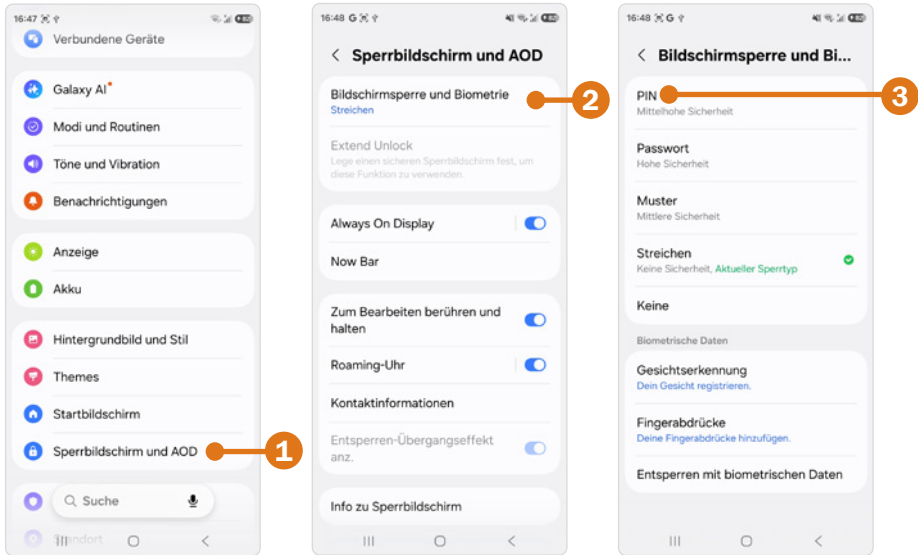 16:47
Verbundene Geräte
Galaxy AI
Modi und Routinen
Töne und Vibration
Benachrichtigungen
Anzeige
Akku
Hintergrundbild und Stil
Themes
Startbildschirm
Sperrbildschirm und AOD
1
Suche
Standort
16:48 G
Sperrbildschirm und AOD
Bildschirmsperre und Biometrie
Streichen
2
Extend Unlock
Lege einen sicheren Sperrbildschirm fest, um
diese Funktion zu verwenden.
Always On Display
Now Bar
Zum Bearbeiten berühren und
halten
Roaming-Uhr
Kontaktinformationen
Entsperren-Übergangseffekt
anz.
Info zu Sperrbildschirm
16:48 G
Bildschirmsperre und Bi...
PIN
3
Mittelhohe Sicherheit
Passwort
Hohe Sicherheit
Muster
Mittlere Sicherheit
Streichen
Keine Sicherheit, Aktueller Sperrtyp
Keine
Biometrische Daten
Gesichtserkennung
Dein Gesicht registrieren.
Fingerabdrücke
Deine Fingerabdrücke hinzufügen.
Entsperren mit biometrischen Daten